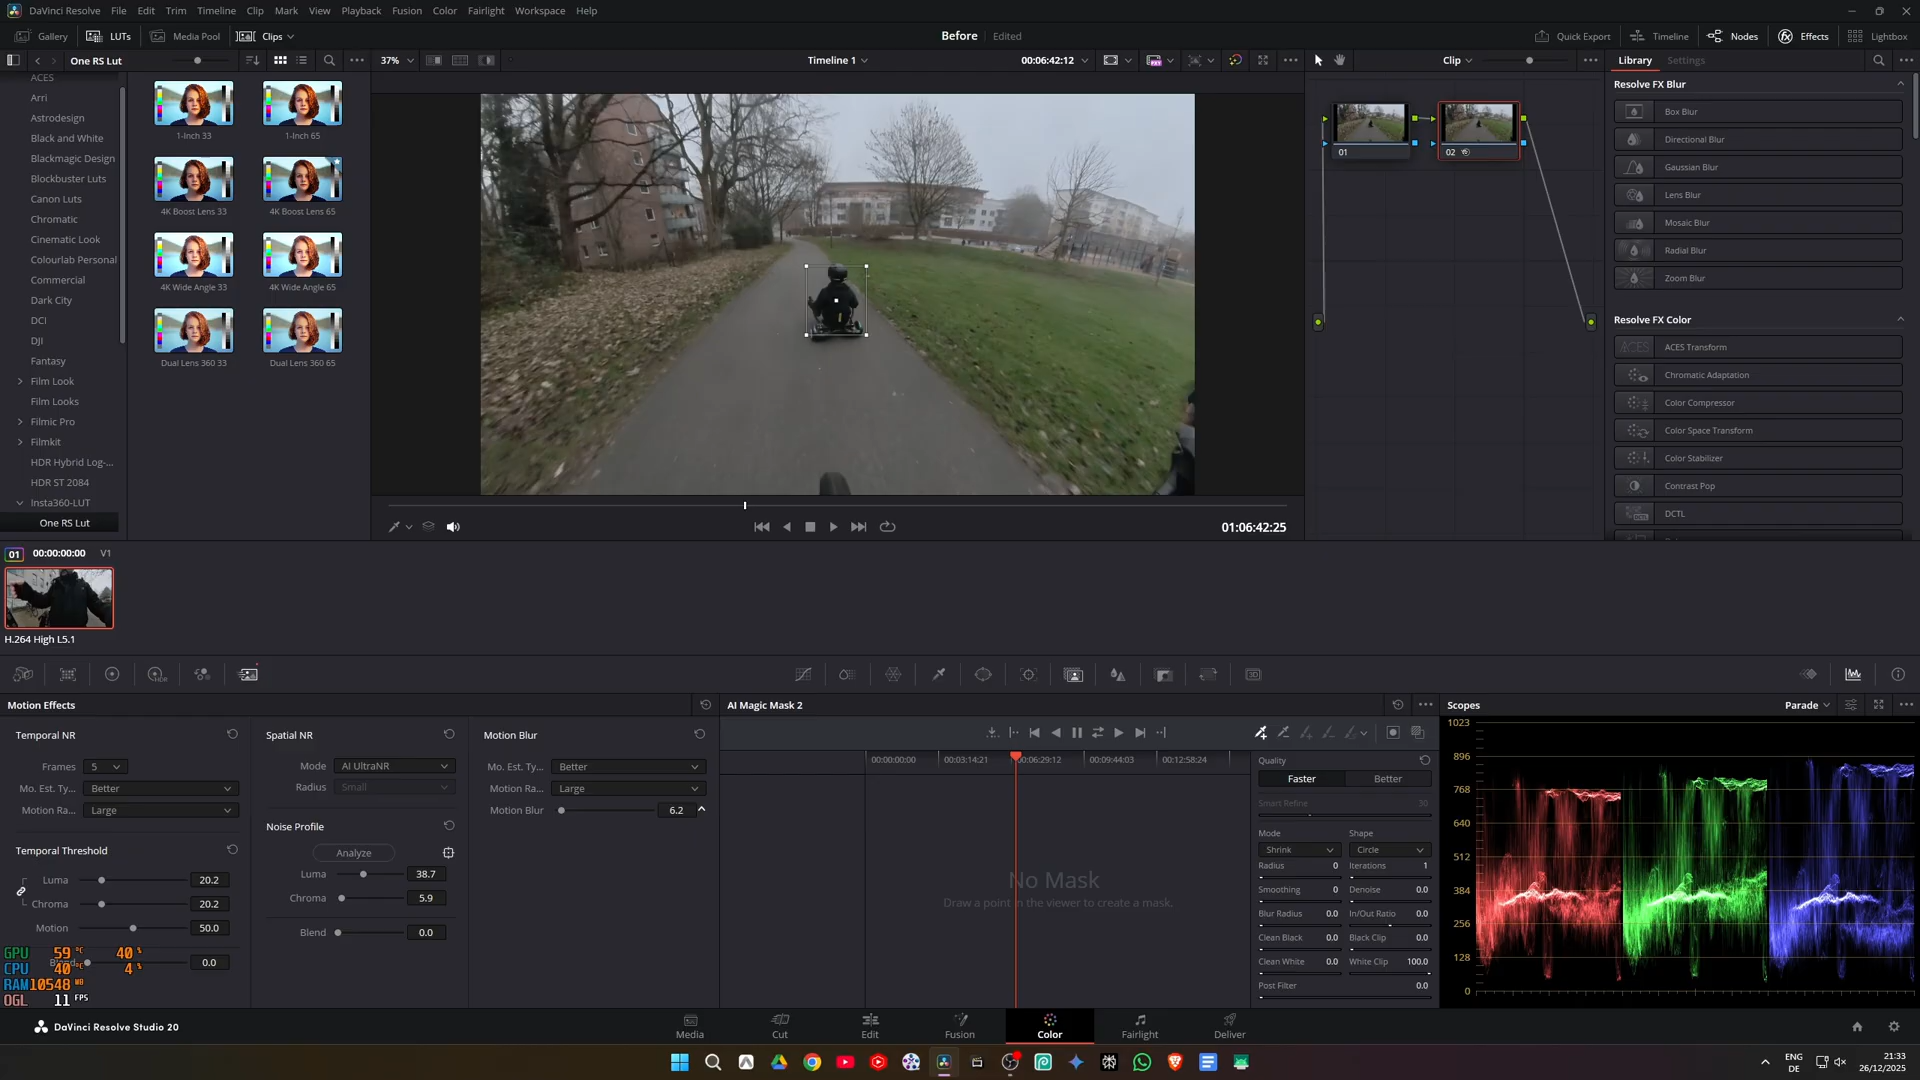 DaVinci Resolve File Edit Trim Timeline Clip Mark View Playback Fusion Color Fairlight Workspace Help
Gallery LUTs Media Pool Clips Before Edited Quick Export Timeline Nodes Effects Lightbox
One RS Lut 37% Timeline 1 00:06:42:12 Clip Library Settings
ACES
Arri
Astrodesign
Black and White
Blackmagic Design
Blockbuster Luts
Canon Luts
Chromatic
Cinematic Look
Colourlab Personal
Commercial
Dark City
DCI
DJI
Fantasy
Film Look
Film Looks
Filmic Pro
Filmkit
HDR Hybrid Log-...
HDR ST 2084
Insta360-LUT
One RS Lut
1-Inch 33 1-Inch 65
4K Boost Lens 33 4K Boost Lens 65
4K Wide Angle 33 4K Wide Angle 65
Dual Lens 360 33 Dual Lens 360 65
01:06:42:25
01 02
Resolve FX Blur
Box Blur
Directional Blur
Gaussian Blur
Lens Blur
Mosaic Blur
Radial Blur
Zoom Blur
Resolve FX Color
ACES ACES Transform
Chromatic Adaptation
Color Compressor
Color Space Transform
Color Stabilizer
Contrast Pop
DCTL
01 00:00:00:00 V1
H.264 High L5.1
HDR
3D
Motion Effects
Temporal NR
Frames 5
Mo. Est. Ty... Better
Motion Ra... Large
Temporal Threshold
Luma 20.2
Chroma 20.2
Motion 50.0
Blend 0.0
GPU 59 °C 40 %
CPU 40 °C 4 %
RAM 10548 MB
OGL 11 FPS
Spatial NR
Mode AI UltraNR
Radius Small
Noise Profile
Analyze
Luma 38.7
Chroma 5.9
Blend 0.0
Motion Blur
Mo. Est. Ty... Better
Motion Ra... Large
Motion Blur 6.2
AI Magic Mask 2
00:00:00:00 00:03:14:21 00:06:29:12 00:09:44:03 00:12:58:24
No Mask
Draw a point in the viewer to create a mask.
Quality
Faster Better
Smart Refine 30
Mode Shape
Shrink Circle
Radius 0 Iterations 1
Smoothing 0 Denoise 0.0
Blur Radius 0.0 In/Out Ratio 0.0
Clean Black 0.0 Black Clip 0.0
Clean White 0.0 White Clip 100.0
Post Filter 0.0
Scopes Parade
1023
896
768
640
512
384
256
128
0
DaVinci Resolve Studio 20
Media Cut Edit Fusion Color Fairlight Deliver
ENG
DE
21:33
26/12/2025